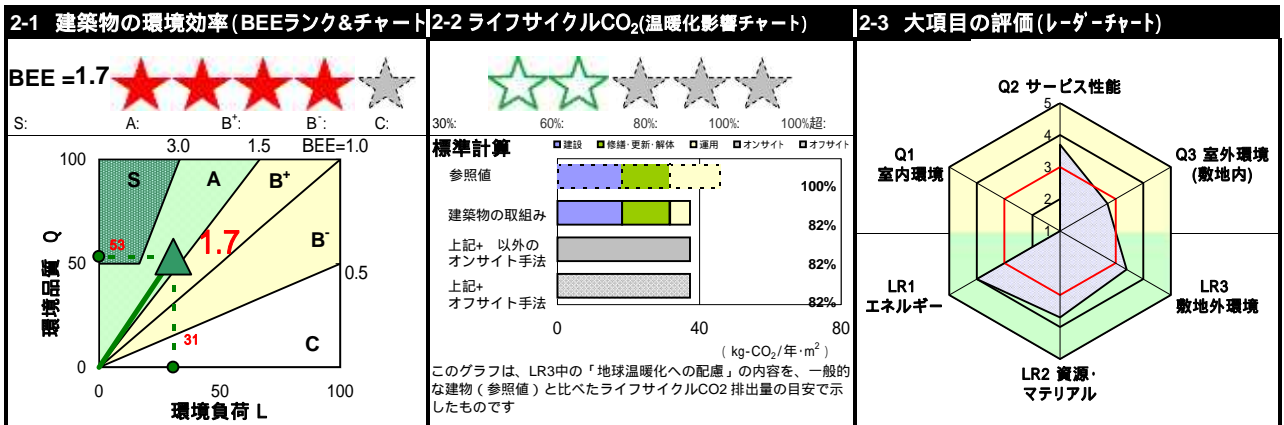 2-1 建築物の環境効率(BEEランク&チャート
BEE =1.7
S: A: B+: B-: C:
3.0 1.5 BEE=1.0
100
S A B+
B-
53
1.7
50
0.5
31
C
0
0 50 100
環境品質 Q
環境負荷 L
2-2 ライフサイクルCO2(温暖化影響チャート)
30%: 60%: 80%: 100%: 100%超:
標準計算
建設 修繕・更新・解体 運用 オンサイト オフサイト
参照値 100%
建築物の取組み 82%
上記+ 以外の
オンサイト手法 82%
上記+
オフサイト手法 82%
0 40 80
( kg-CO2/年・m2 )
このグラフは、LR3中の「地球温暖化への配慮」の内容を、一般的
な建物(参照値)と比べたライフサイクルCO2 排出量の目安で示
したものです
2-3 大項目の評価(レーダーチャート)
Q2 サービス性能
5
4
3
2
1
Q1
室内環境
Q3 室外環境
(敷地内)
LR1
エネルギー
LR3
敷地外環境
LR2 資源・
マテリアル